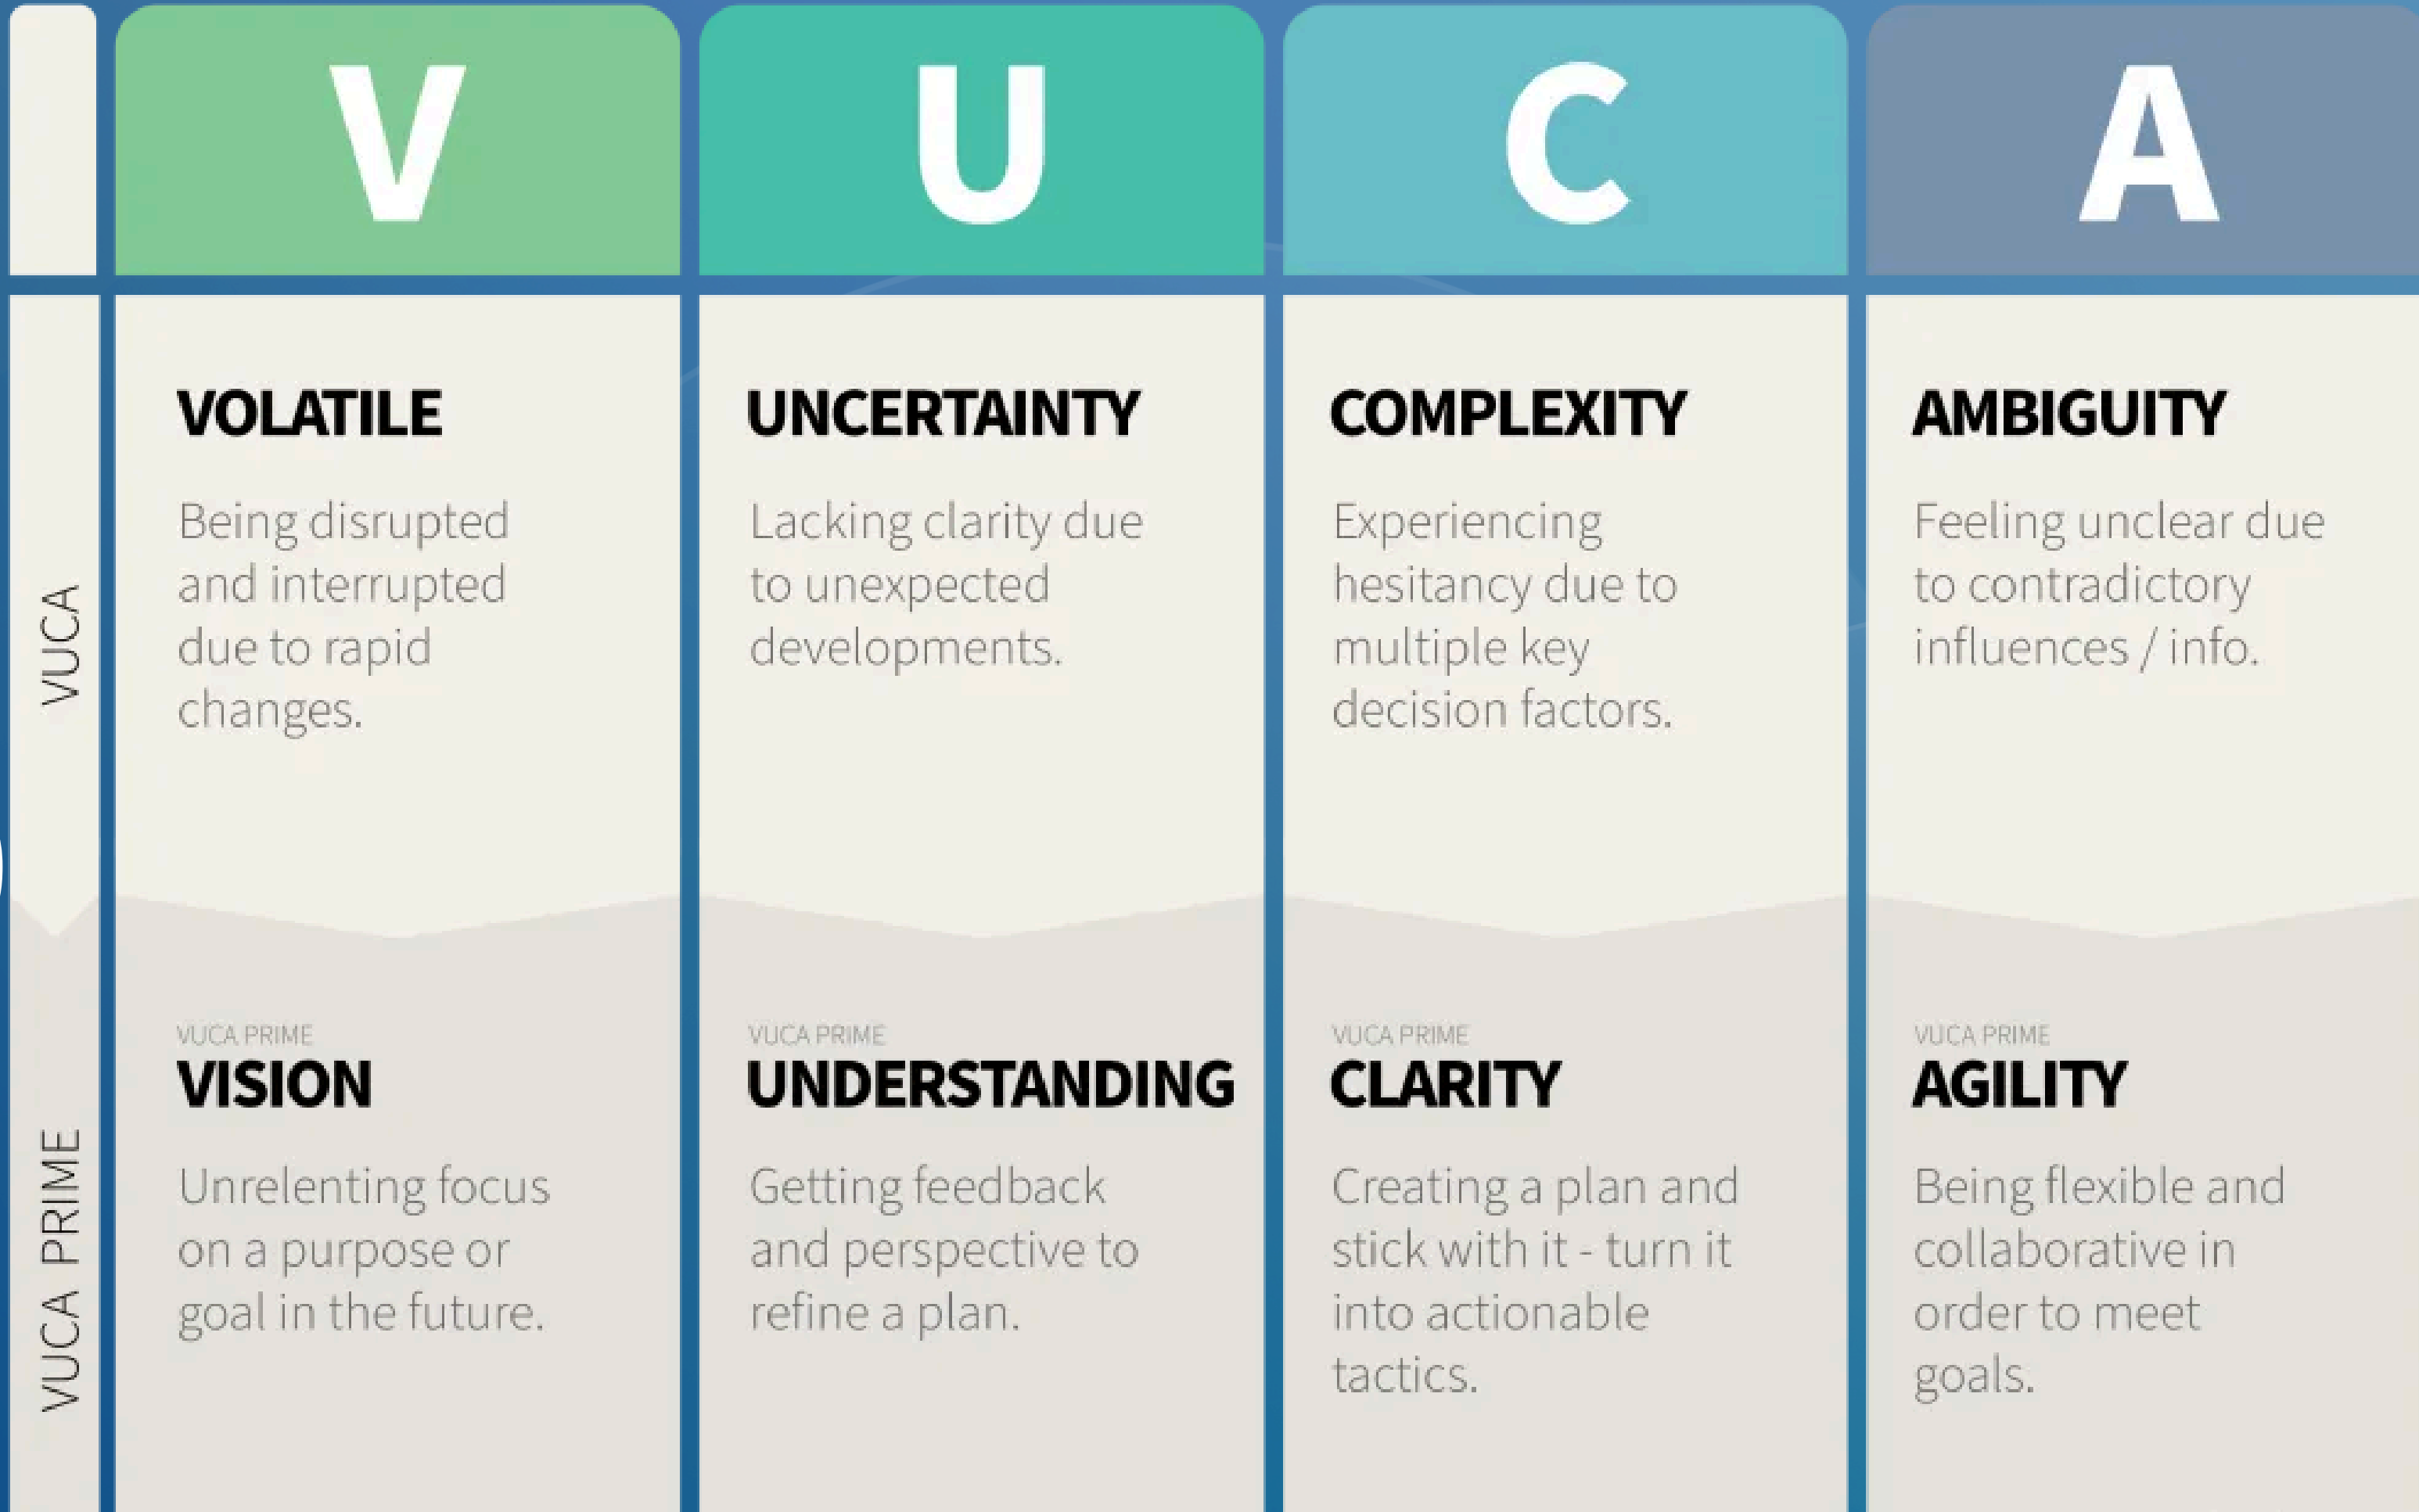 V
U
C
A
VUCA
VOLATILE
Being disrupted
and interrupted
due to rapid
changes.
UNCERTAINTY
Lacking clarity due
to unexpected
developments.
COMPLEXITY
Experiencing
hesitancy due to
multiple key
decision factors.
AMBIGUITY
Feeling unclear due
to contradictory
influences / info.
VUCA PRIME
VUCA PRIME
VISION
Unrelenting focus
on a purpose or
goal in the future.
VUCA PRIME
UNDERSTANDING
Getting feedback
and perspective to
refine a plan.
VUCA PRIME
CLARITY
Creating a plan and
stick with it - turn it
into actionable
tactics.
VUCA PRIME
AGILITY
Being flexible and
collaborative in
order to meet
goals.